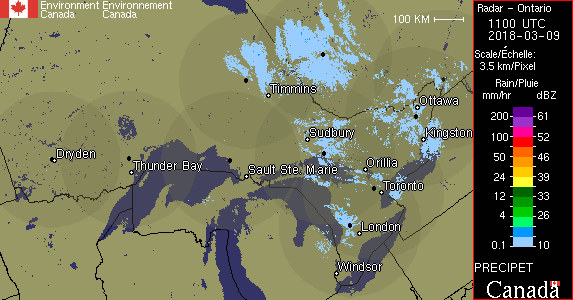 Environment Environnement
Canada Canada
100 KM
Timmins
Ottawa
Sudbury
Kingston
Dryden
Thunder Bay
Sault Ste. Marie
Orillia
Toronto
London
Windsor
Radar - Ontario
1100 UTC
2018-03-09
Scale/Échelle:
3.5 km/Pixel
Rain/Pluie
mm/hr dBZ
200 61
100 52
50 46
24 39
12 33
4 26
0.1 10
PRECIPET
Canada